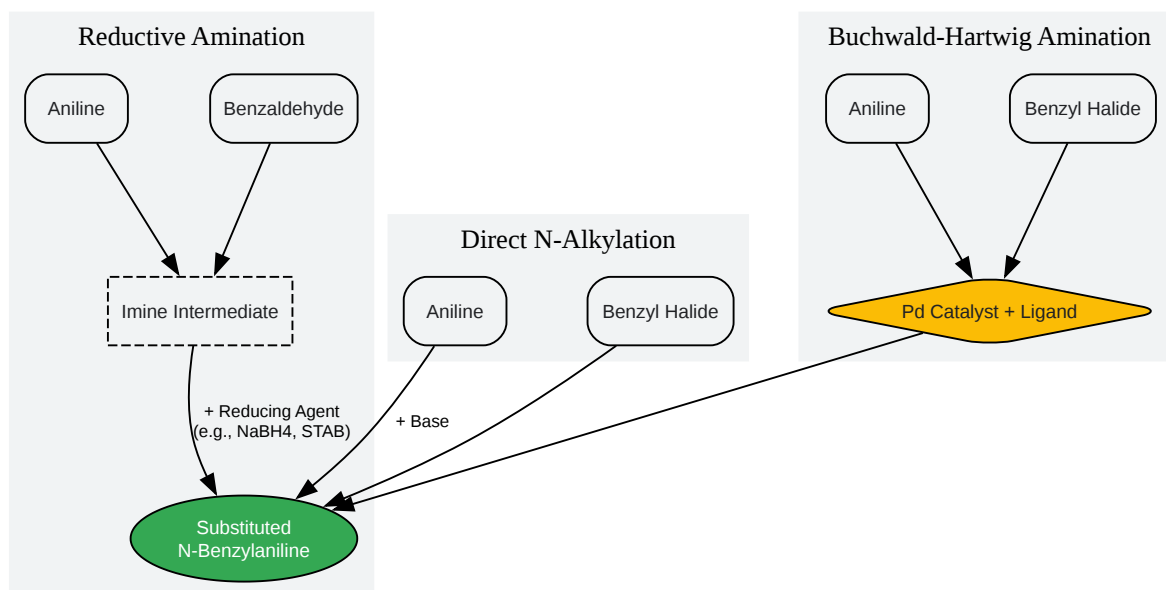 Reductive Amination
Buchwald-Hartwig Amination
Aniline
Benzaldehyde
Aniline
Benzyl Halide
Direct N-Alkylation
Imine Intermediate
Aniline
Benzyl Halide
Pd Catalyst + Ligand
+ Reducing Agent
(e.g., NaBH4, STAB)
+ Base
Substituted
N-Benzylaniline